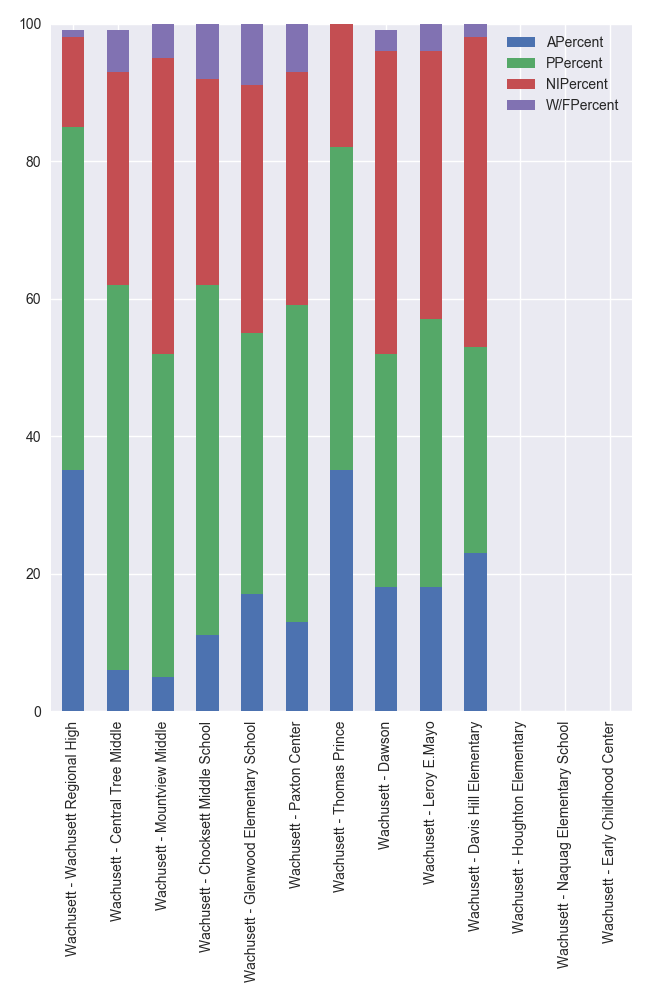 100
80
60
40
20
0
APercent
PPercent
NIPercent
W/FPercent
Wachusett - Wachusett Regional High
Wachusett - Central Tree Middle
Wachusett - Mountview Middle
Wachusett - Chocksett Middle School
Wachusett - Glenwood Elementary School
Wachusett - Paxton Center
Wachusett - Thomas Prince
Wachusett - Dawson
Wachusett - Leroy E.Mayo
Wachusett - Davis Hill Elementary
Wachusett - Houghton Elementary
Wachusett - Naquag Elementary School
Wachusett - Early Childhood Center